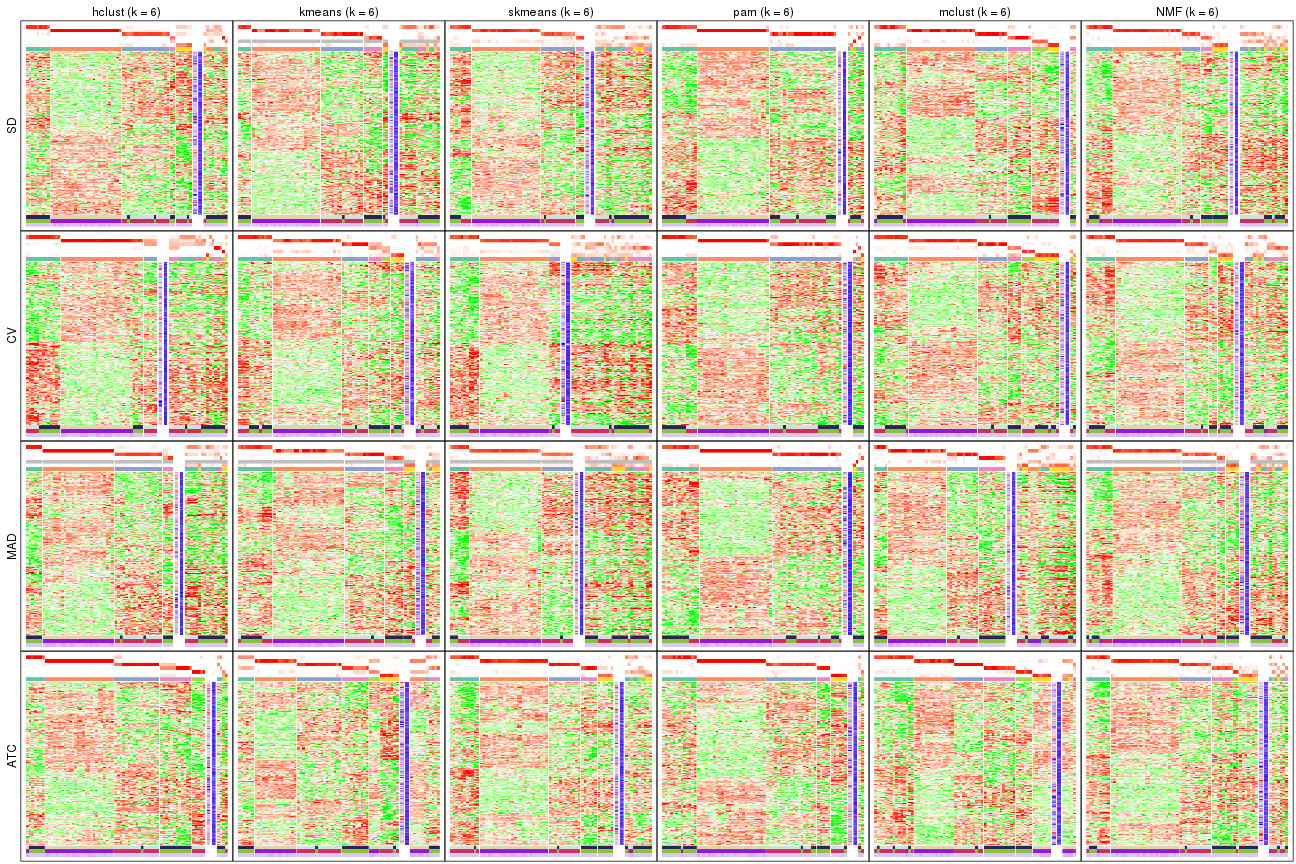 hclust (k = 6) kmeans (k = 6) skmeans (k = 6) pam (k = 6) mclust (k = 6) NMF (k = 6)
SD
CV
MAD
ATC